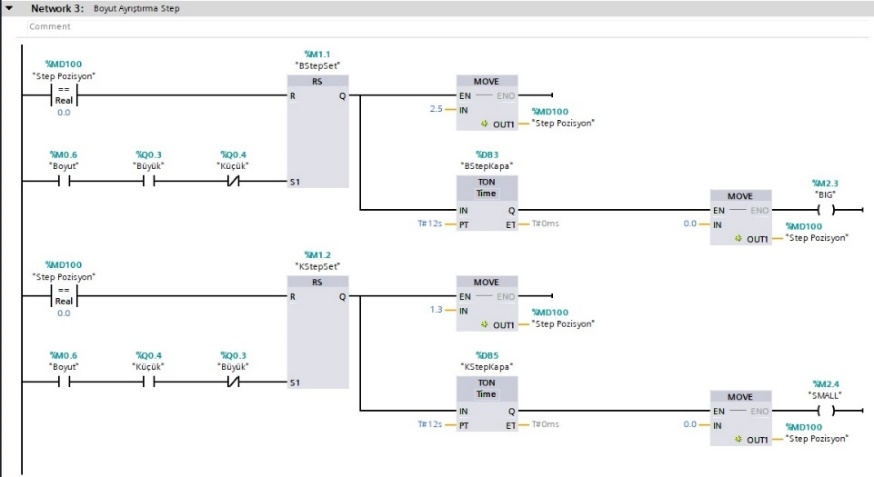 Network 3: Boyut Ayrıştırma Step
Comment
%M1.1
"BStepSet"
%MD100
"Step Pozisyon"
==
Real
0.0
RS
R
Q
S1
MOVE
EN ENO
2.5 IN
OUT1
%MD100
"Step Pozisyon"
%M0.6
"Boyut"
%Q0.3
"Büyük"
%Q0.4
"Küçük"
%DB3
"BStepKapa"
TON
Time
IN Q
T#12s PT ET T#0ms
MOVE
EN ENO
0.0 IN
OUT1
%MD100
"Step Pozisyon"
%M2.3
"BIG"
%M1.2
"KStepSet"
%MD100
"Step Pozisyon"
==
Real
0.0
RS
R
Q
S1
MOVE
EN ENO
1.3 IN
OUT1
%MD100
"Step Pozisyon"
%M0.6
"Boyut"
%Q0.4
"Küçük"
%Q0.3
"Büyük"
%DB5
"KStepKapa"
TON
Time
IN Q
T#12s PT ET T#0ms
MOVE
EN ENO
0.0 IN
OUT1
%MD100
"Step Pozisyon"
%M2.4
"SMALL"